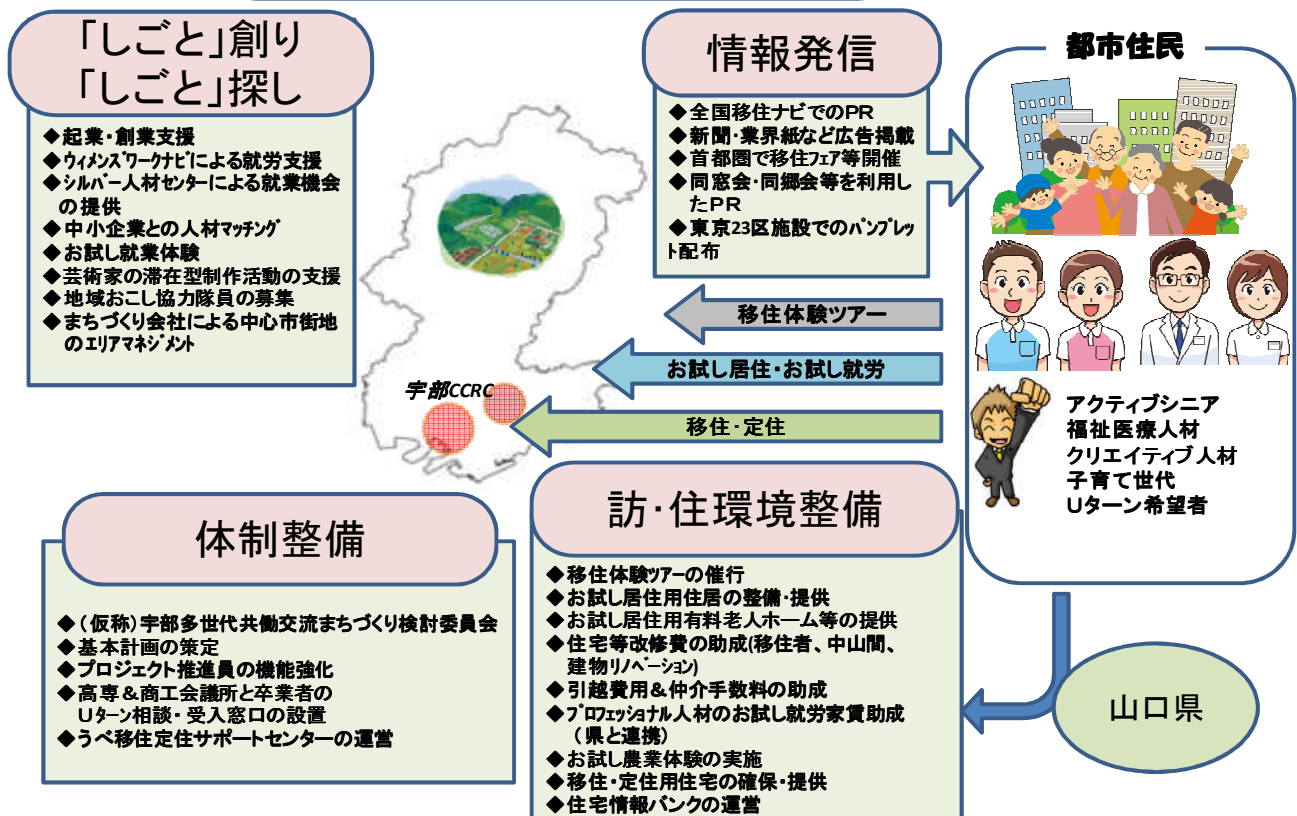 「しごと」創り
「しごと」探し
◆起業・創業支援
◆ウィメンズワークナビによる就労支援
◆シルバー人材センターによる就業機会
の提供
◆中小企業との人材マッチング
◆お試し就業体験
◆芸術家の滞在型制作活動の支援
◆地域おこし協力隊員の募集
◆まちづくり会社による中心市街地
のエリアマネジメント
情報発信
◆全国移住ナビでのPR
◆新聞・業界紙など広告掲載
◆首都圏で移住フェア等開催
◆同窓会・同郷会等を利用し
たPR
◆東京23区施設でのパンフレッ
ト配布
都市住民
アクティブシニア
福祉医療人材
クリエイティブ人材
子育て世代
Uターン希望者
移住体験ツアー
お試し居住・お試し就労
移住・定住
宇部CCRC
体制整備
◆(仮称)宇部多世代共働交流まちづくり検討委員会
◆基本計画の策定
◆プロジェクト推進員の機能強化
◆高専&商工会議所と卒業者の
Uターン相談・受入窓口の設置
◆うべ移住定住サポートセンターの運営
訪・住環境整備
◆移住体験ツアーの催行
◆お試し居住用住居の整備・提供
◆お試し居住用有料老人ホーム等の提供
◆住宅等改修費の助成(移住者、中山間、
建物リノベーション)
◆引越費用&仲介手数料の助成
◆プロフェッショナル人材のお試し就労家賃助成
(県と連携)
◆お試し農業体験の実施
◆移住・定住用住宅の確保・提供
◆住宅情報バンクの運営
山口県